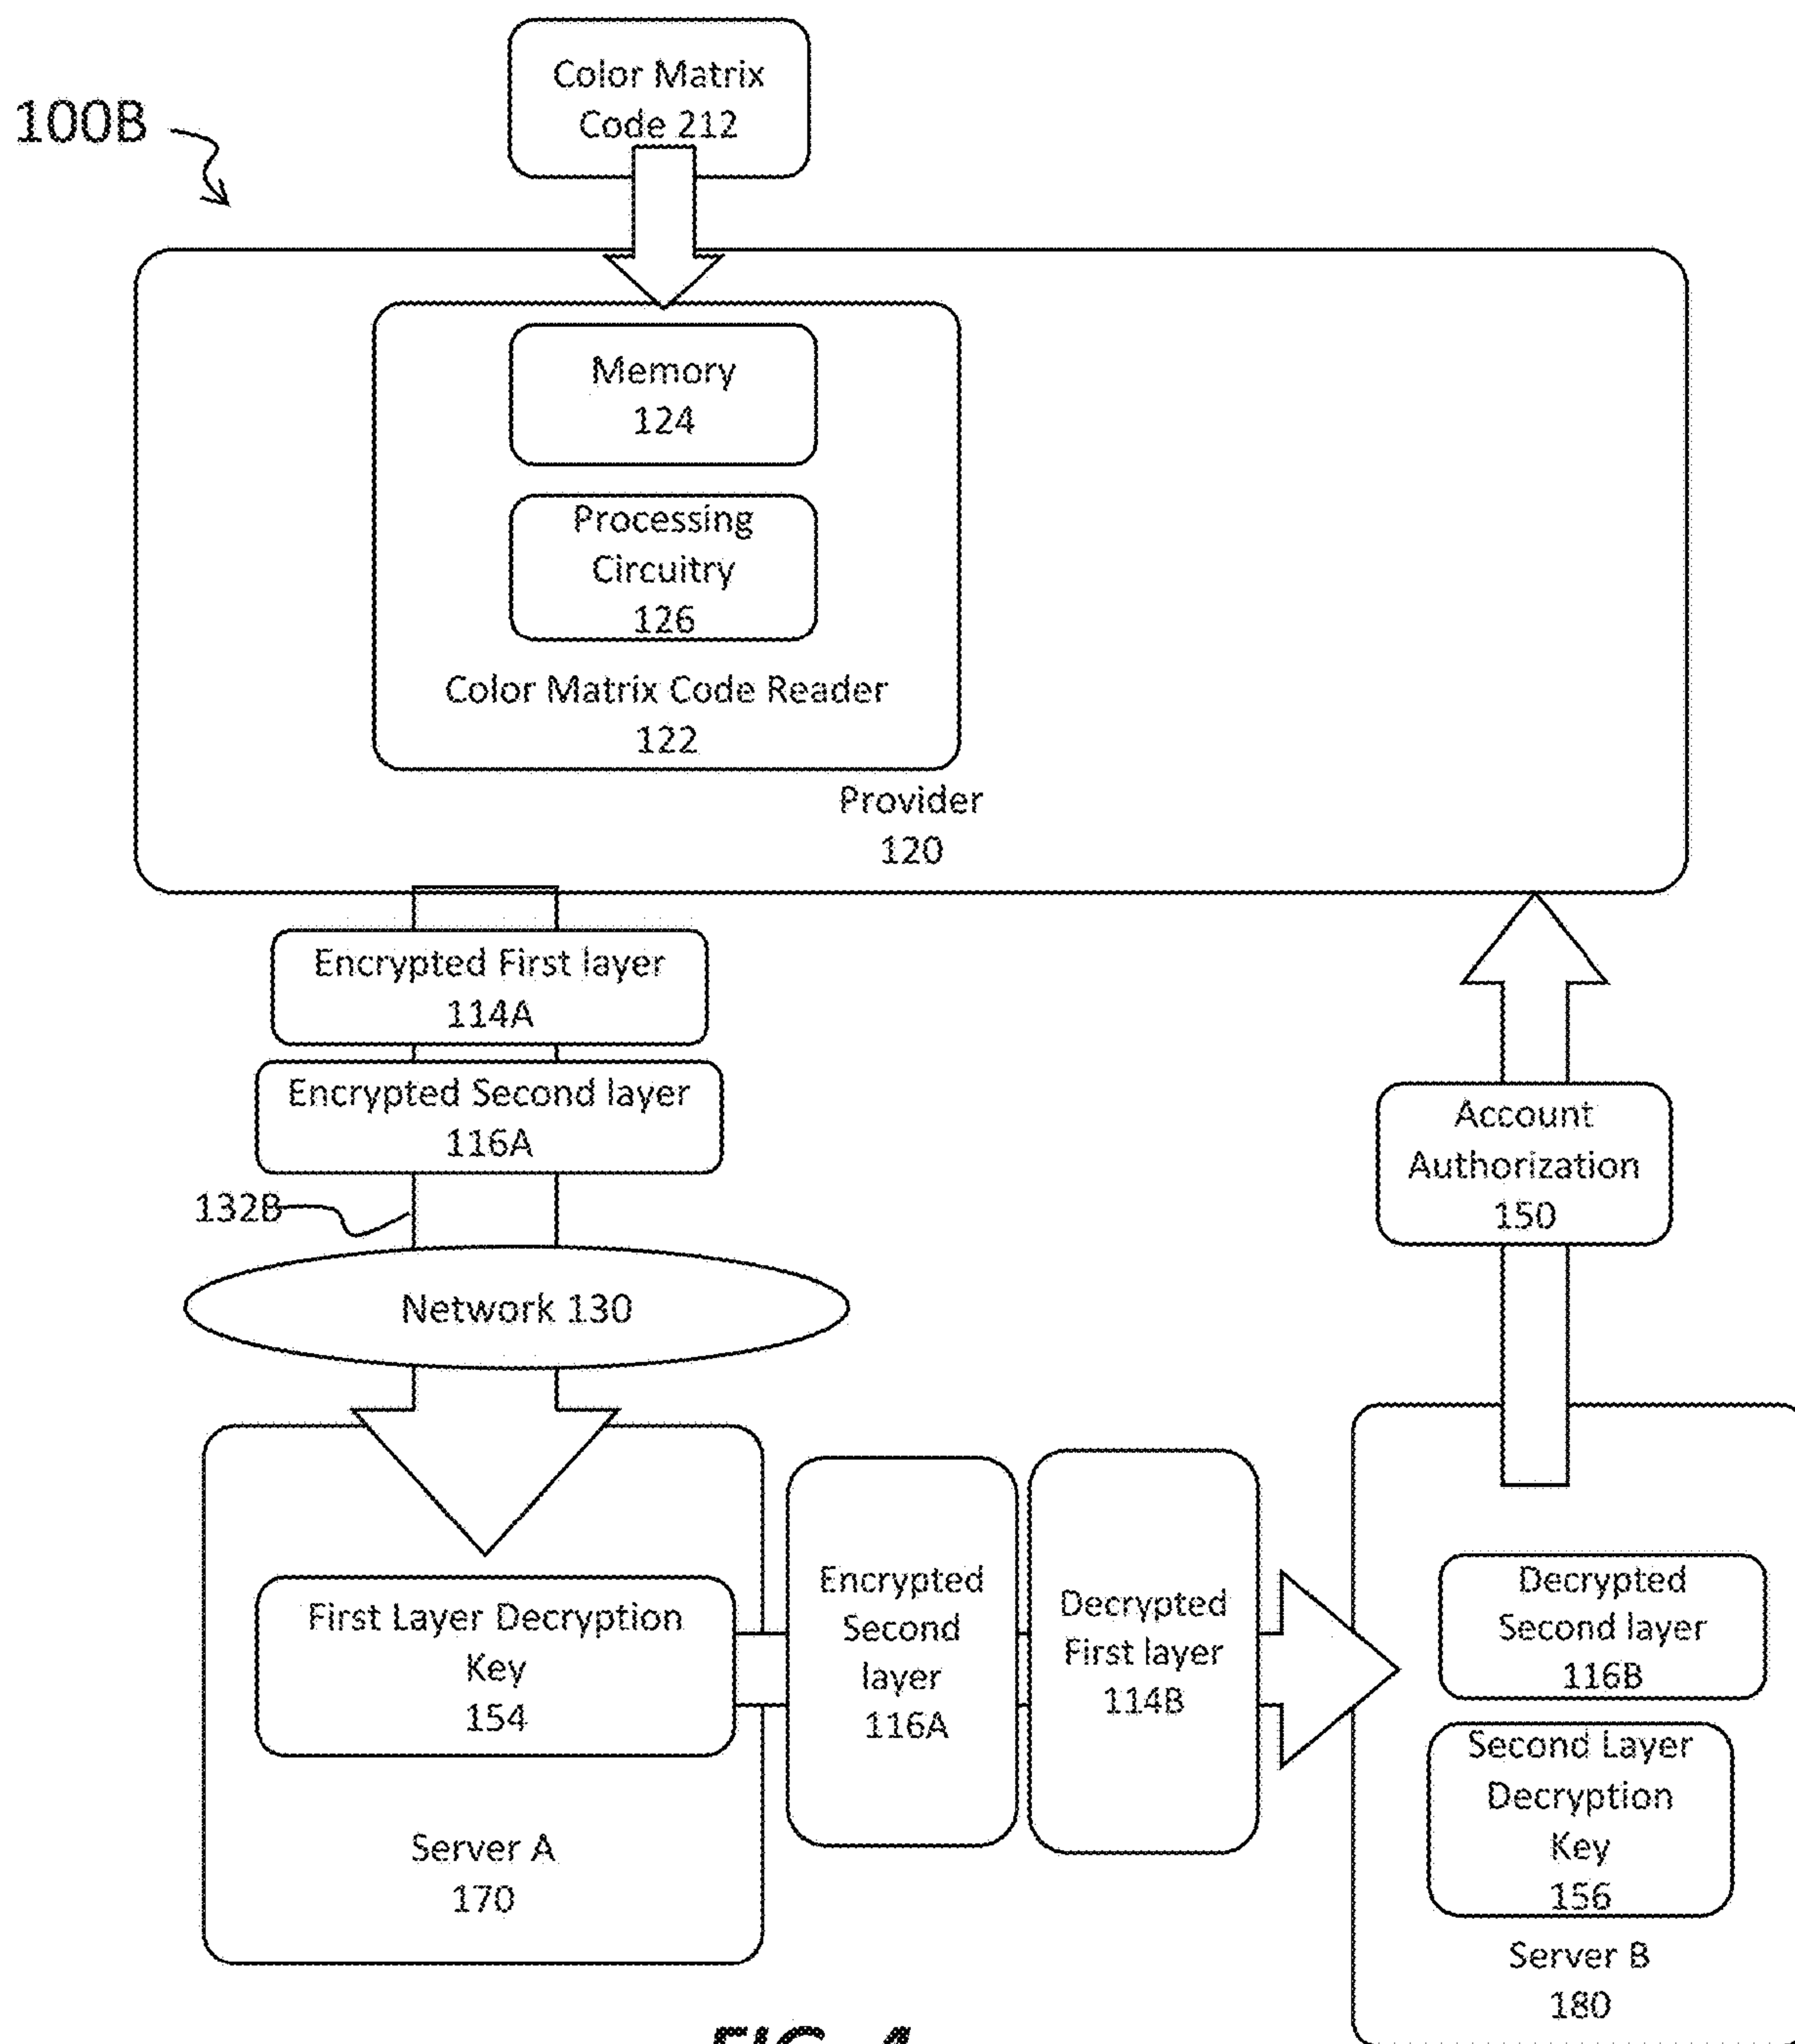 100B
Color Matrix
Code 212
Memory
124
Processing
Circuitry
126
Color Matrix Code Reader
122
Provider
120
Encrypted First layer
114A
Encrypted Second layer
116A
132B
Network 130
Account
Authorization
150
First Layer Decryption
Key
154
Server A
170
Encrypted
Second
layer
116A
Decrypted
First layer
114B
Decrypted
Second layer
116B
Second Layer
Decryption
Key
156
Server B
180
FIG. 4